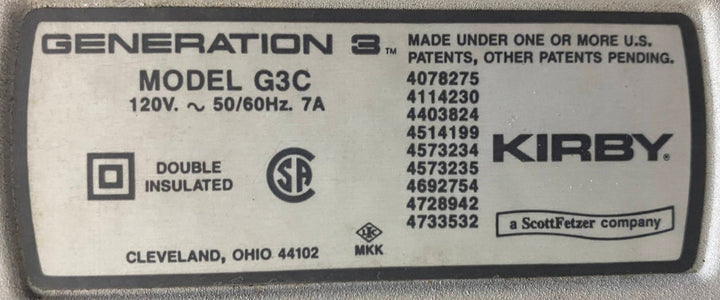 GENERATION 3™
MODEL G3C
120V. ~ 50/60Hz. 7A
DOUBLE
INSULATED
SA
CLEVELAND, OHIO 44102
MKK
MADE UNDER ONE OR MORE U.S.
PATENTS, OTHER PATENTS PENDING.
4078275
4114230
4403824
4514199
4573234
4573235
4692754
4728942
4733532
KIRBY®
a ScottFetzer company